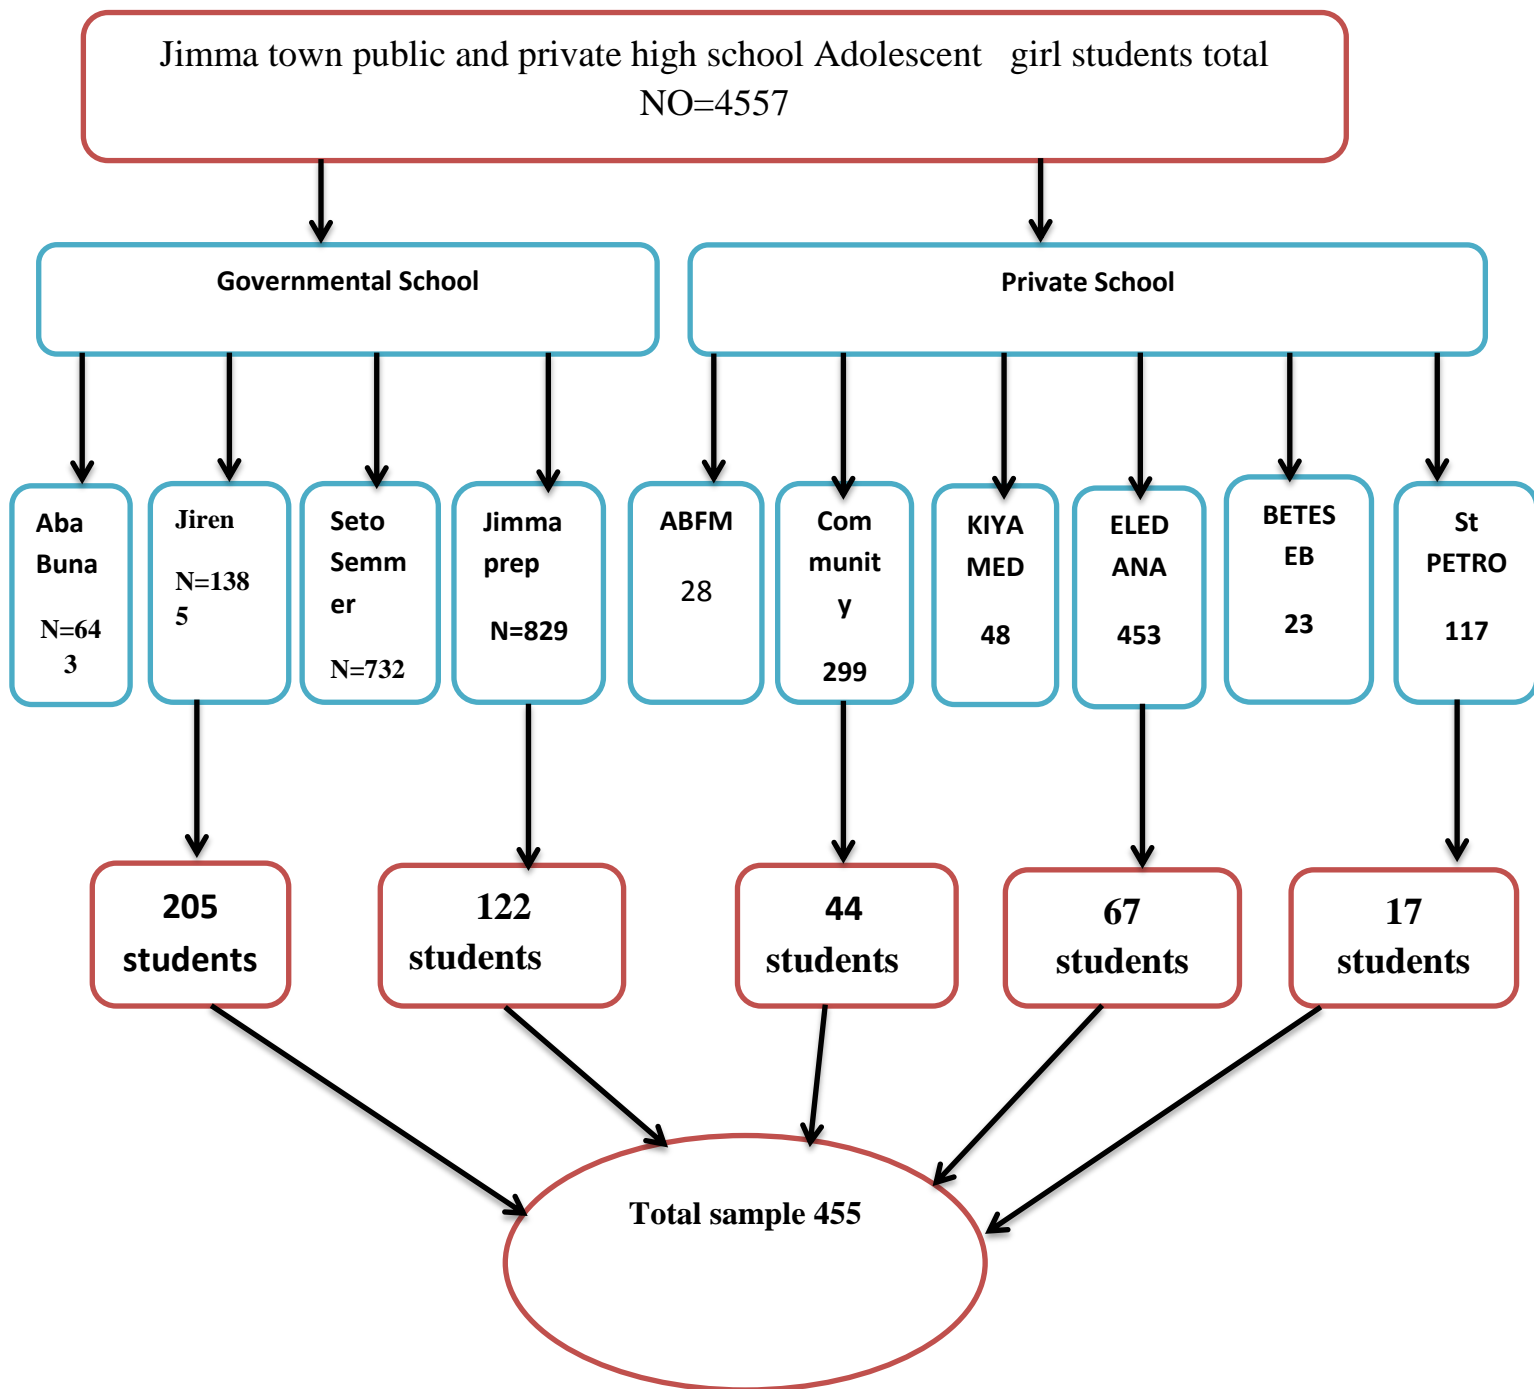 Jimma town public and private high school Adolescent girl students total
NO=4557
Governmental School
Private School
Aba
Buna
N=64
3
Jiren
N=138
5
Seto
Semm
er
N=732
Jimma
prep
N=829
ABFM
28
Com
munit
y
299
KIYA
MED
48
ELED
ANA
453
BETES
EB
23
St
PETRO
117
205
students
122
students
44
students
67
students
17
students
Total sample 455